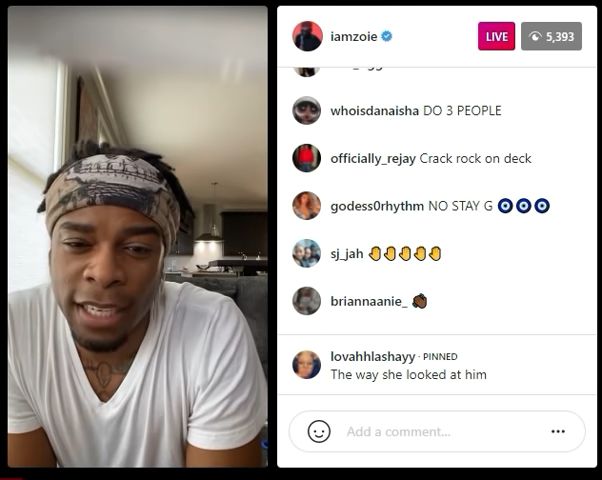 iamzoie
LIVE
5,393
whoisdanaisha DO 3 PEOPLE
officially_rejay Crack rock on deck
godess0rhythm NO STAY G 🧿🧿🧿
sj_jah 🤚🤚🤚🤚🤚
briannaanie_
lovahhlashayy · PINNED
The way she looked at him
Add a comment...